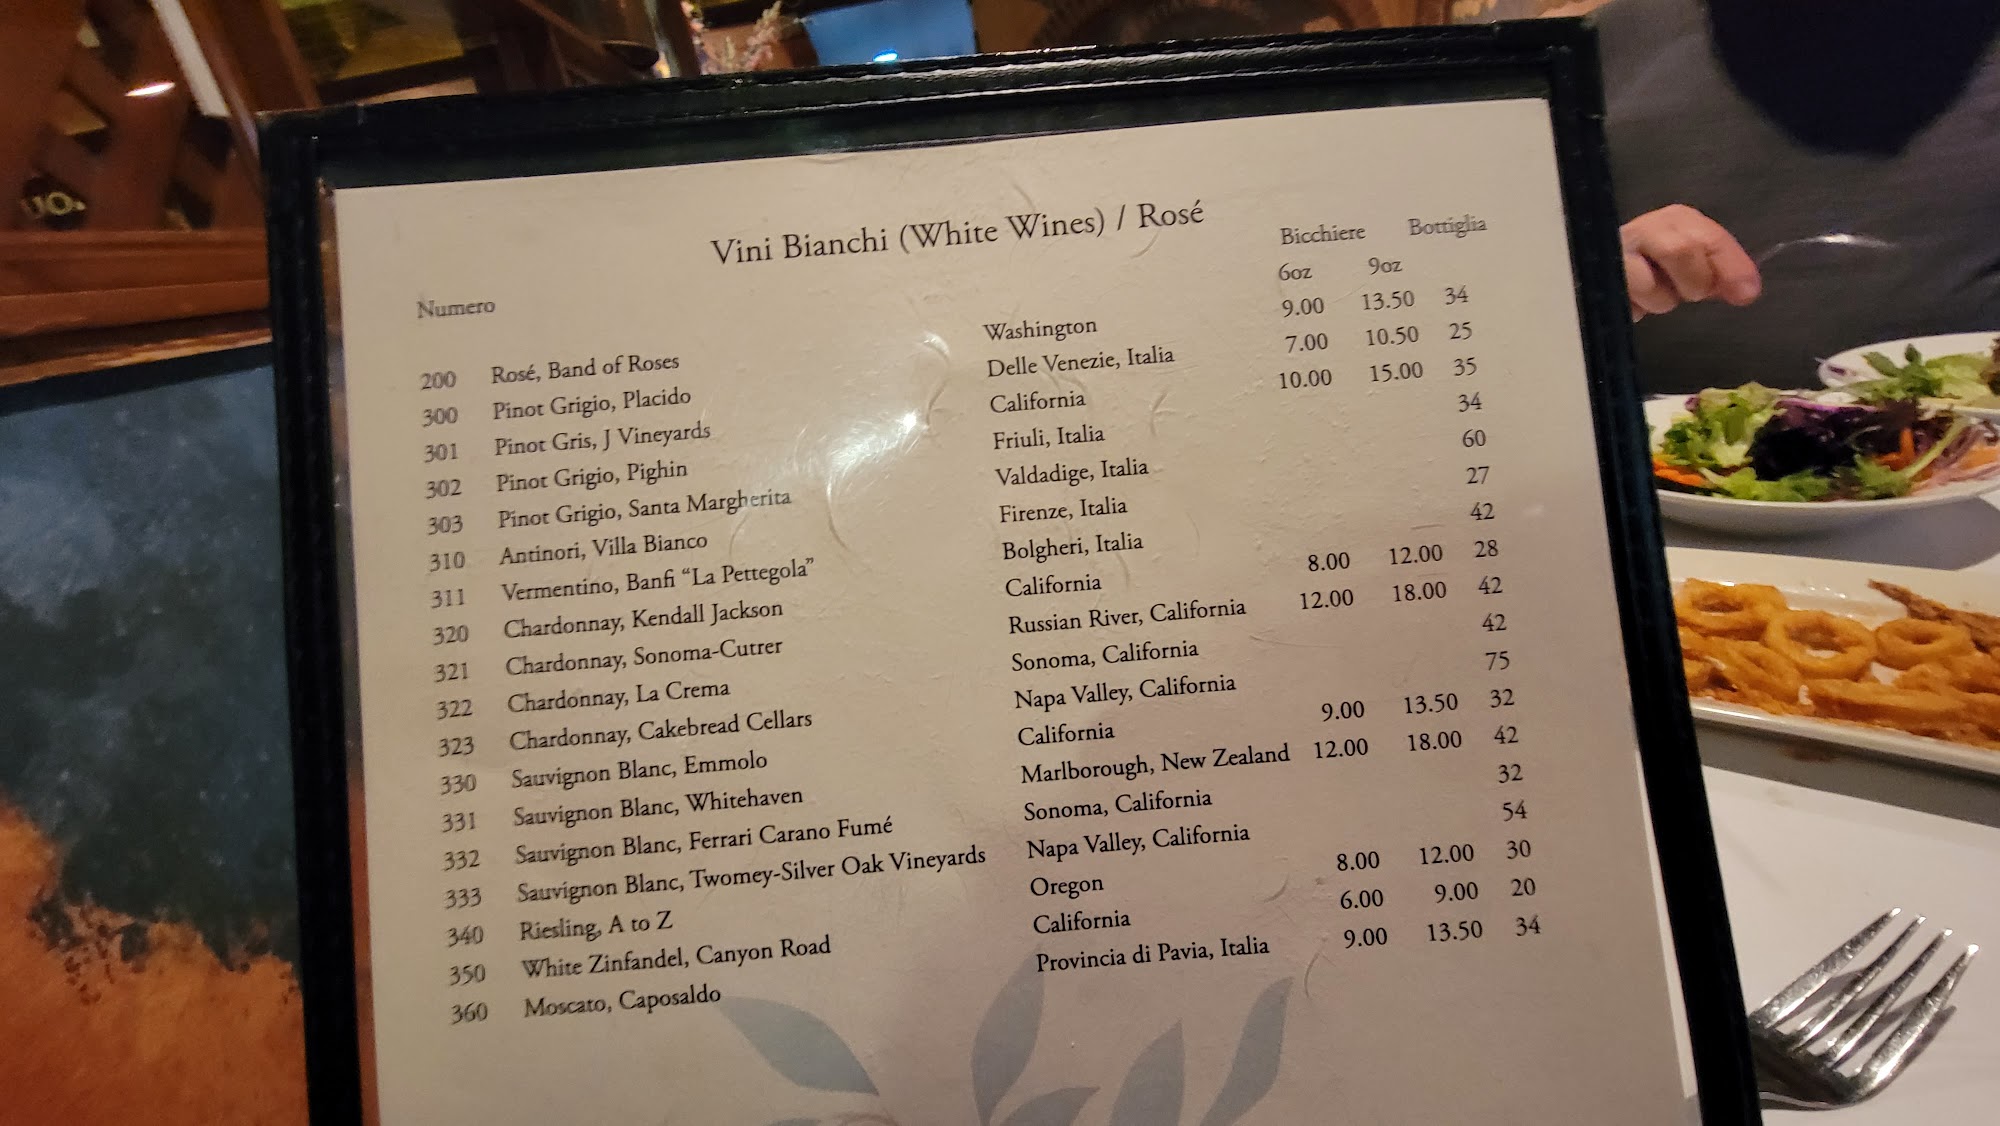 Vini Bianchi (White Wines) / Rosé
Bicchiere Bottiglia
6oz 9oz
Numero
200 Rosé, Band of Roses Washington 9.00 13.50 34
300 Pinot Grigio, Placido Delle Venezie, Italia 7.00 10.50 25
301 Pinot Gris, J Vineyards California 10.00 15.00 35
302 Pinot Grigio, Pighin Friuli, Italia 34
303 Pinot Grigio, Santa Margherita Valdadige, Italia 60
310 Antinori, Villa Bianco Firenze, Italia 27
311 Vermentino, Banfi “La Pettegola” Bolgheri, Italia 42
320 Chardonnay, Kendall Jackson California 8.00 12.00 28
321 Chardonnay, Sonoma-Cutrer Russian River, California 12.00 18.00 42
322 Chardonnay, La Crema Sonoma, California 42
323 Chardonnay, Cakebread Cellars Napa Valley, California 75
330 Sauvignon Blanc, Emmolo California 9.00 13.50 32
331 Sauvignon Blanc, Whitehaven Marlborough, New Zealand 12.00 18.00 42
332 Sauvignon Blanc, Ferrari Carano Fumé Sonoma, California 32
333 Sauvignon Blanc, Twomey-Silver Oak Vineyards Napa Valley, California 54
340 Riesling, A to Z Oregon 8.00 12.00 30
350 White Zinfandel, Canyon Road California 6.00 9.00 20
360 Moscato, Caposaldo Provincia di Pavia, Italia 9.00 13.50 34